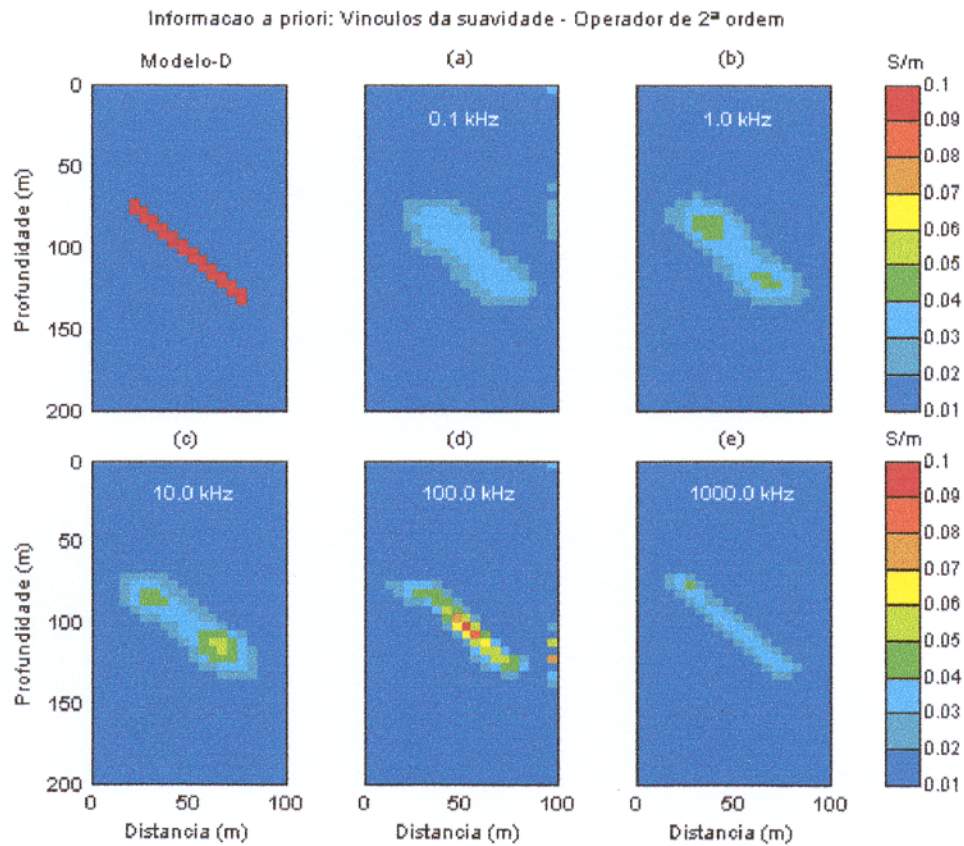 Informacao a priori: Vinculos da suavidade - Operador de 2ª ordem
Modelo-D
(a)
(b)
S/m
0.1 kHz
1.0 kHz
0
50
100
150
200
Profundidade (m)
0.1
0.09
0.08
0.07
0.06
0.05
0.04
0.03
0.02
0.01
(c)
(d)
(e)
S/m
10.0 kHz
100.0 kHz
1000.0 kHz
0
50
100
150
200
Profundidade (m)
0.1
0.09
0.08
0.07
0.06
0.05
0.04
0.03
0.02
0.01
0 50 100
0 50 100
0 50 100
Distancia (m)
Distancia (m)
Distancia (m)